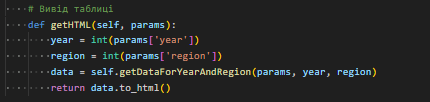 # Вивід таблиці
def getHTML(self, params):
year = int(params['year'])
region = int(params['region'])
data = self.getDataForYearAndRegion(params, year, region)
return data.to_html()